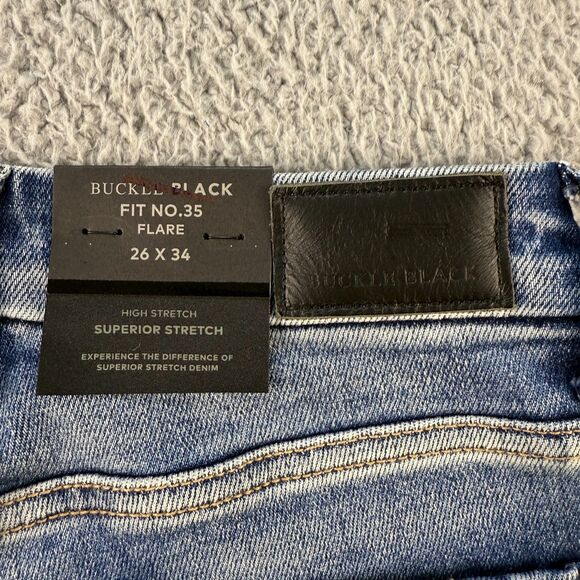 BUCKLE BLACK
FIT NO.35
FLARE
26 X 34
HIGH STRETCH
SUPERIOR STRETCH
EXPERIENCE THE DIFFERENCE OF
SUPERIOR STRETCH DENIM
BUCKLE BLACK